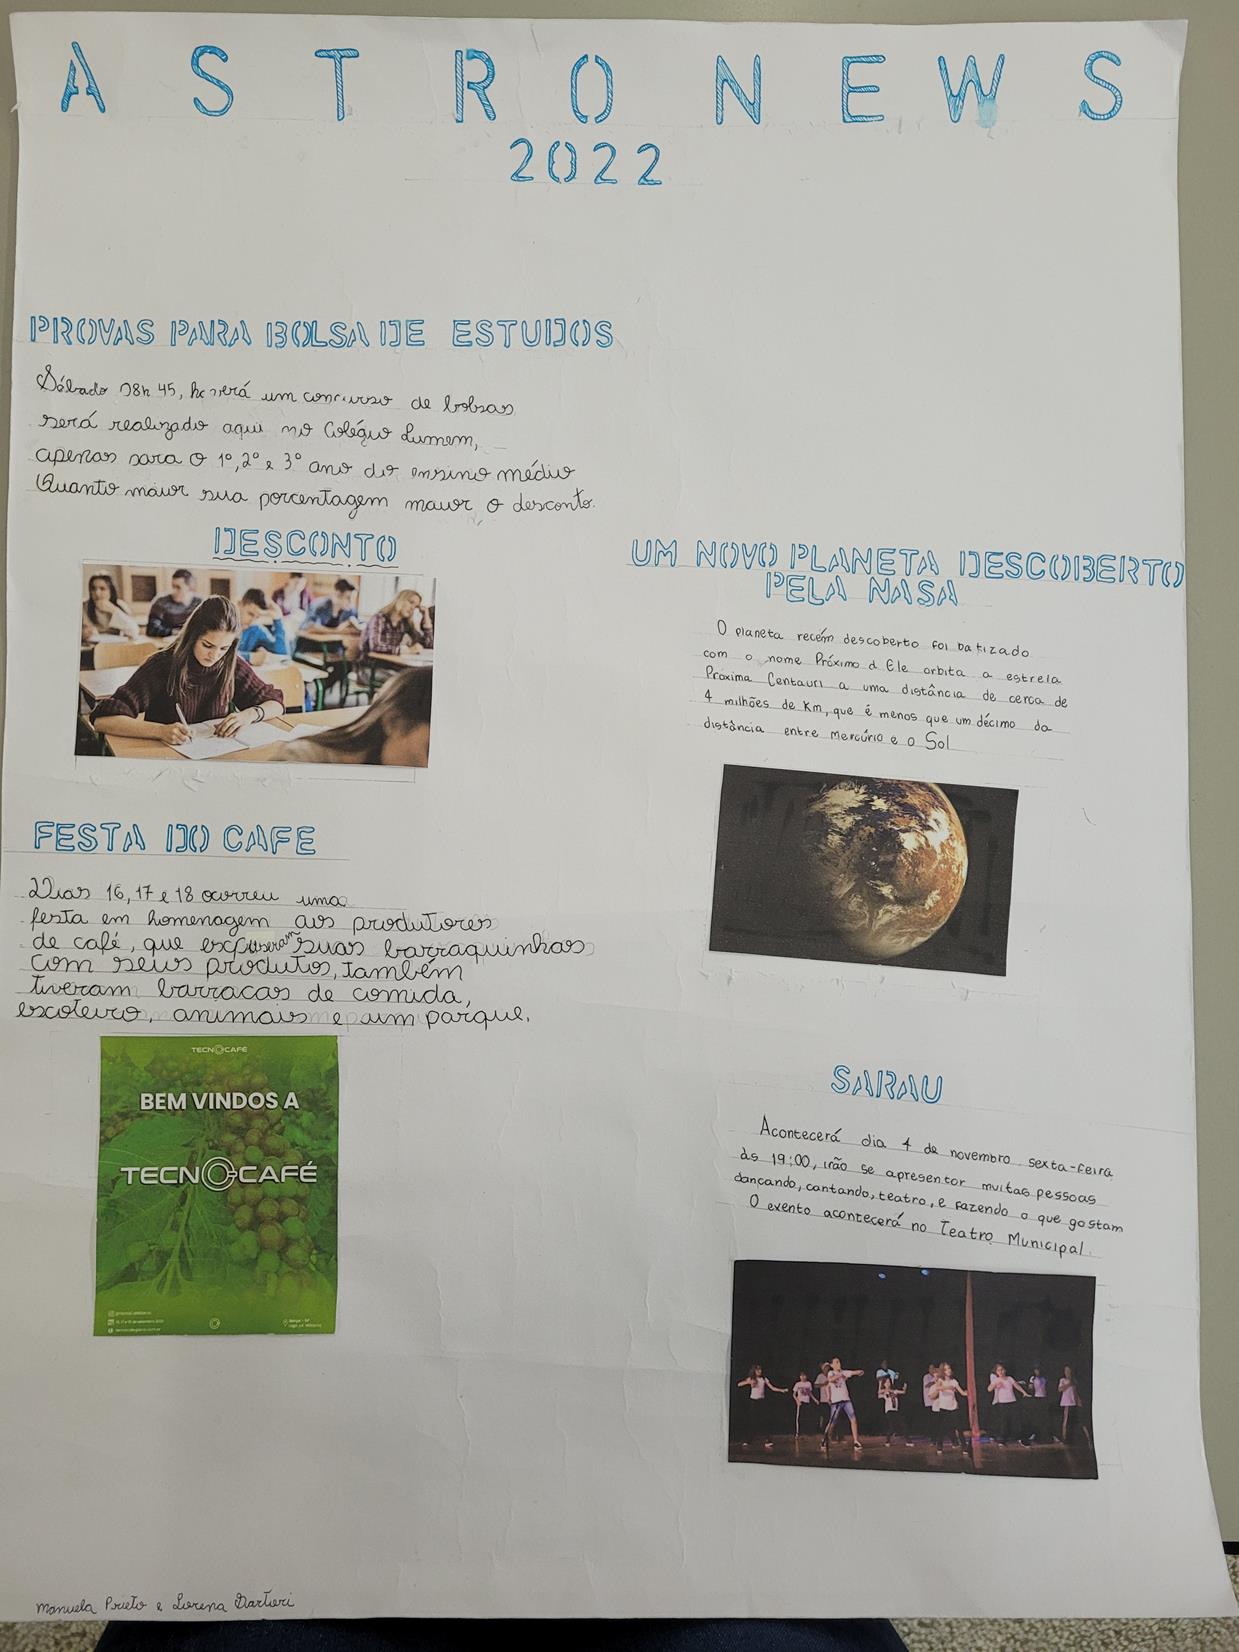 ASTRO NEWS
2022
PROVAS PARA BOLSA DE ESTUDOS
Sábado 08h 45, haverá um concurso de bolsas
será realizado aqui no Colégio Lumem,
apenas para o 1º, 2º e 3º ano do ensino médio
Quanto maior sua porcentagem maior o desconto.
DESCONTO
UM NOVO PLANETA DESCOBERTO
PELA NASA
O planeta recém descoberto foi batizado
com o nome Próximo d Ele orbita a estrela
Próxima Centauri a uma distância de cerca de
4 milhões de Km, que é menos que um décimo da
distância entre Mercúrio e o Sol
FESTA DO CAFE
Dias 16, 17 e 18 ocorreu uma
festa em homenagem aos produtores
de café, que expuseram suas barraquinhas
com seus produtos, também
tiveram barracas de comida,
escoteiro, animais e um parque.
TECNOCAFÉ
BEM VINDOS A
TECNOCAFÉ
SARAU
Acontecerá dia 4 de novembro sexta-feira
às 19:00, irão se apresentar muitas pessoas
dançando, cantando, teatro, e fazendo o que gostam
O exento acontecerá no Teatro Municipal.
Manuela Prieto e Lorena Dartieri